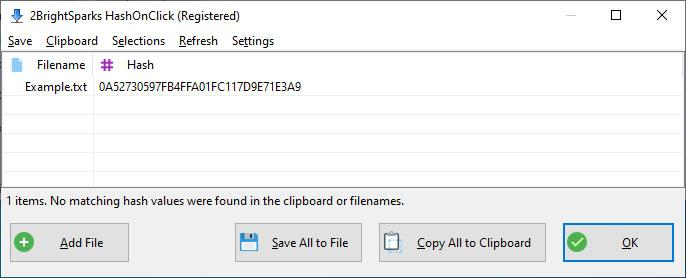 2BrightSparks HashOnClick (Registered)
Save Clipboard Selections Refresh Settings
Filename Hash
Example.txt 0A52730597FB4FFA01FC117D9E71E3A9
1 items. No matching hash values were found in the clipboard or filenames.
Add File Save All to File Copy All to Clipboard OK